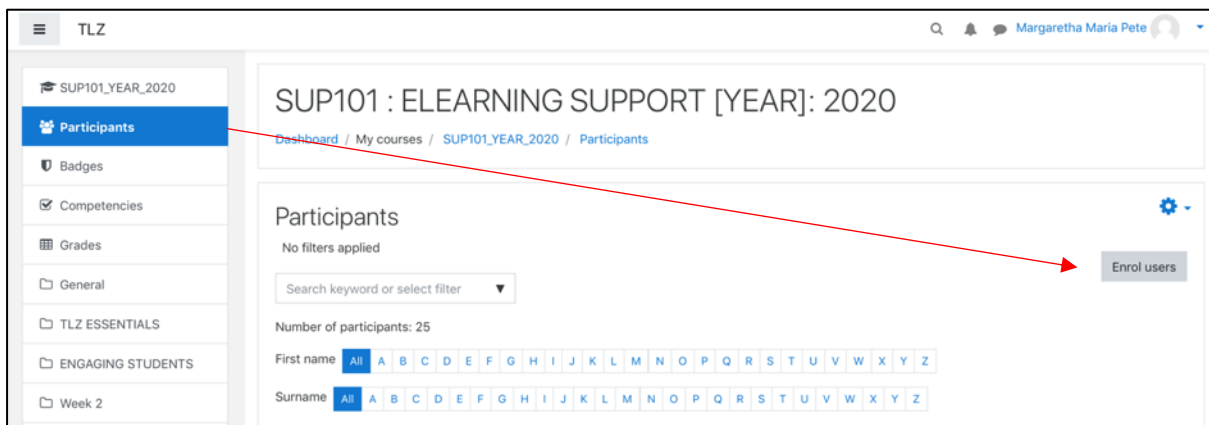 TLZ
Margaretha Maria Pete
SUP101_YEAR_2020
Participants
Badges
Competencies
Grades
General
TLZ ESSENTIALS
ENGAGING STUDENTS
Week 2
SUP101 : ELEARNING SUPPORT [YEAR]: 2020
Dashboard / My courses / SUP101_YEAR_2020 / Participants
Participants
No filters applied
Enrol users
Search keyword or select filter
Number of participants: 25
First name All A B C D E F G H I J K L M N O P Q R S T U V W X Y Z
Surname All A B C D E F G H I J K L M N O P Q R S T U V W X Y Z